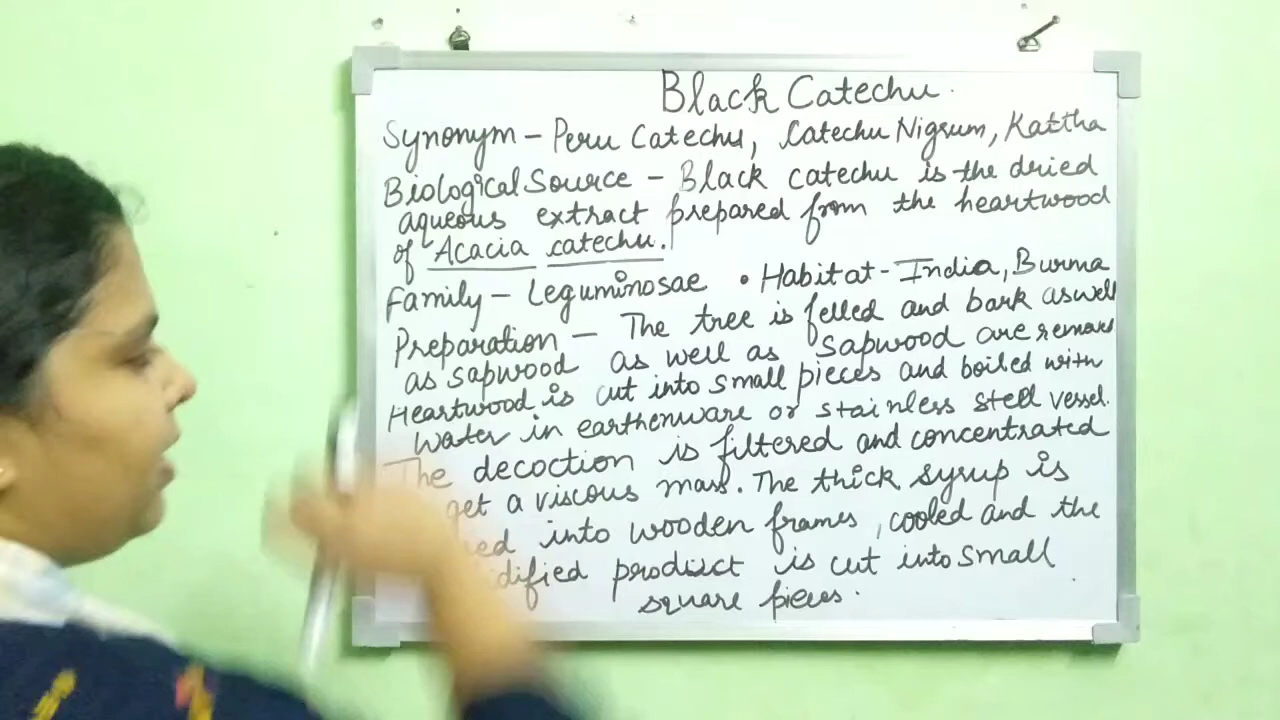 Black Catechu.
Synonym - Peru Catechu, Catechu Nigrum, Kattha
Biological Source - Black catechu is the dried
aqueous extract prepared from the heartwood
of Acacia catechu.
Family - Leguminosae • Habitat - India, Burma
Preparation - The tree is felled and bark aswell
as sapwood as well as sapwood are
Heartwood is cut into small pieces and boiled with
water in earthenware or stainless steel vessel.
The decoction is filtered and concentrated
get a viscous mass. The thick syrup is
into wooden frames, cooled and the
product is cut into small
square pieces.